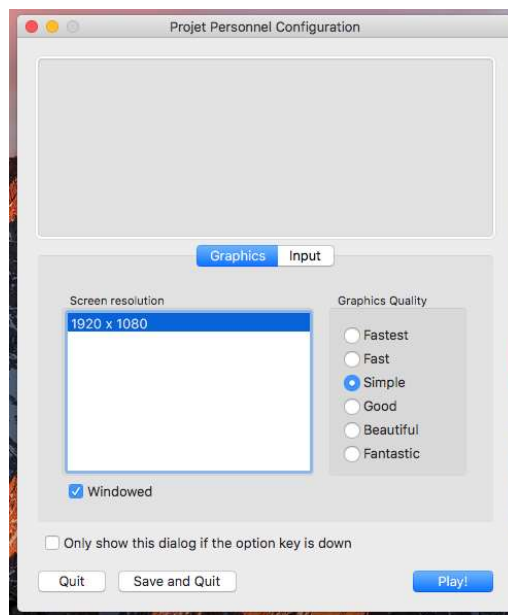 Projet Personnel Configuration
Graphics
Input
Screen resolution
1920 x 1080
Windowed
Graphics Quality
Fastest
Fast
Simple
Good
Beautiful
Fantastic
Only show this dialog if the option key is down
Quit
Save and Quit
Play!